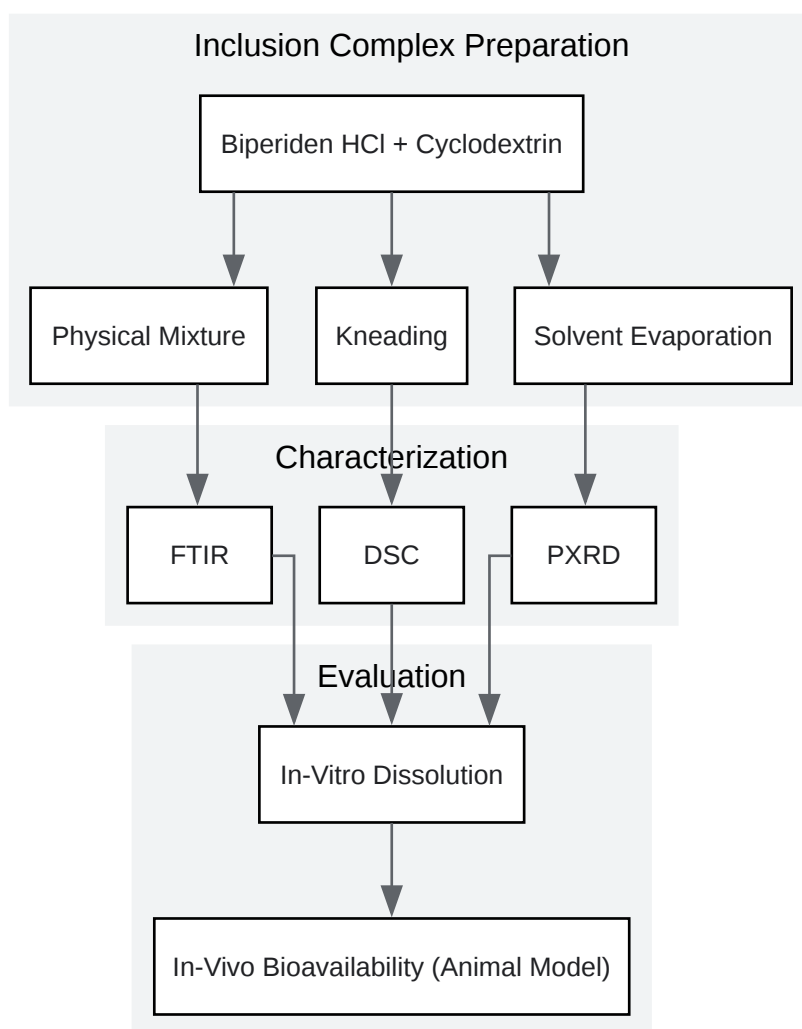 Inclusion Complex Preparation
Biperiden HCl + Cyclodextrin
Physical Mixture
Kneading
Solvent Evaporation
Characterization
FTIR
DSC
PXRD
Evaluation
In-Vitro Dissolution
In-Vivo Bioavailability (Animal Model)